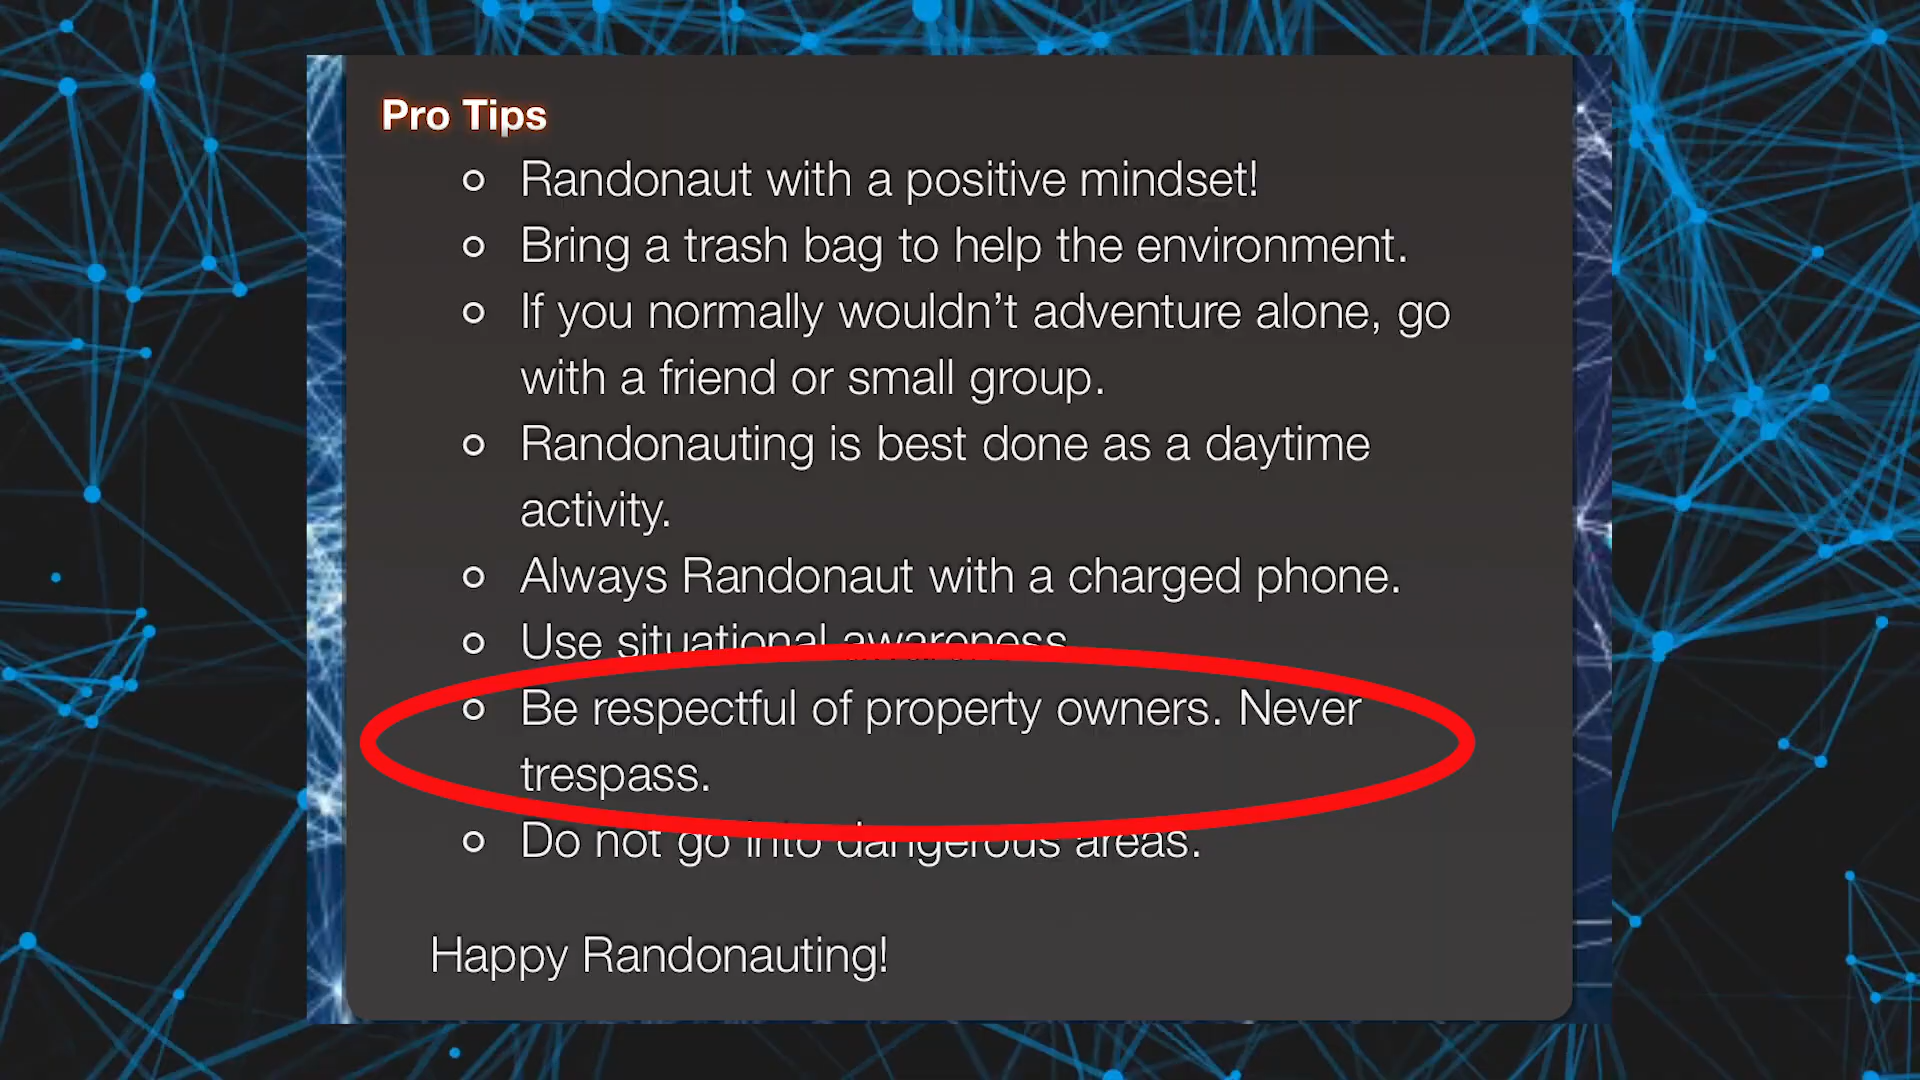 Pro Tips
Randonaut with a positive mindset!
Bring a trash bag to help the environment.
If you normally wouldn’t adventure alone, go
with a friend or small group.
Randonauting is best done as a daytime
activity.
Always Randonaut with a charged phone.
Use situational awareness.
Be respectful of property owners. Never
trespass.
Do not go into dangerous areas.
Happy Randonauting!